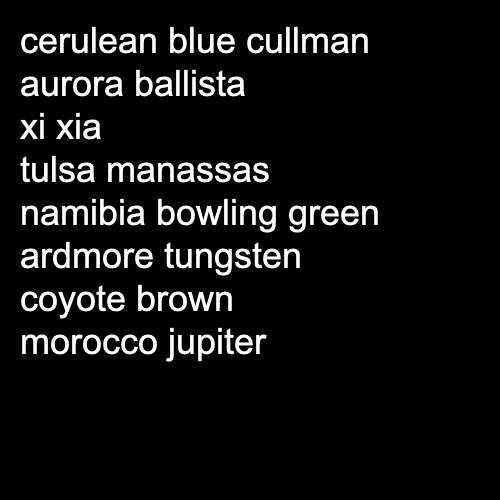 cerulean blue cullman
aurora ballista
xi xia
tulsa manassas
namibia bowling green
ardmore tungsten
coyote brown
morocco jupiter